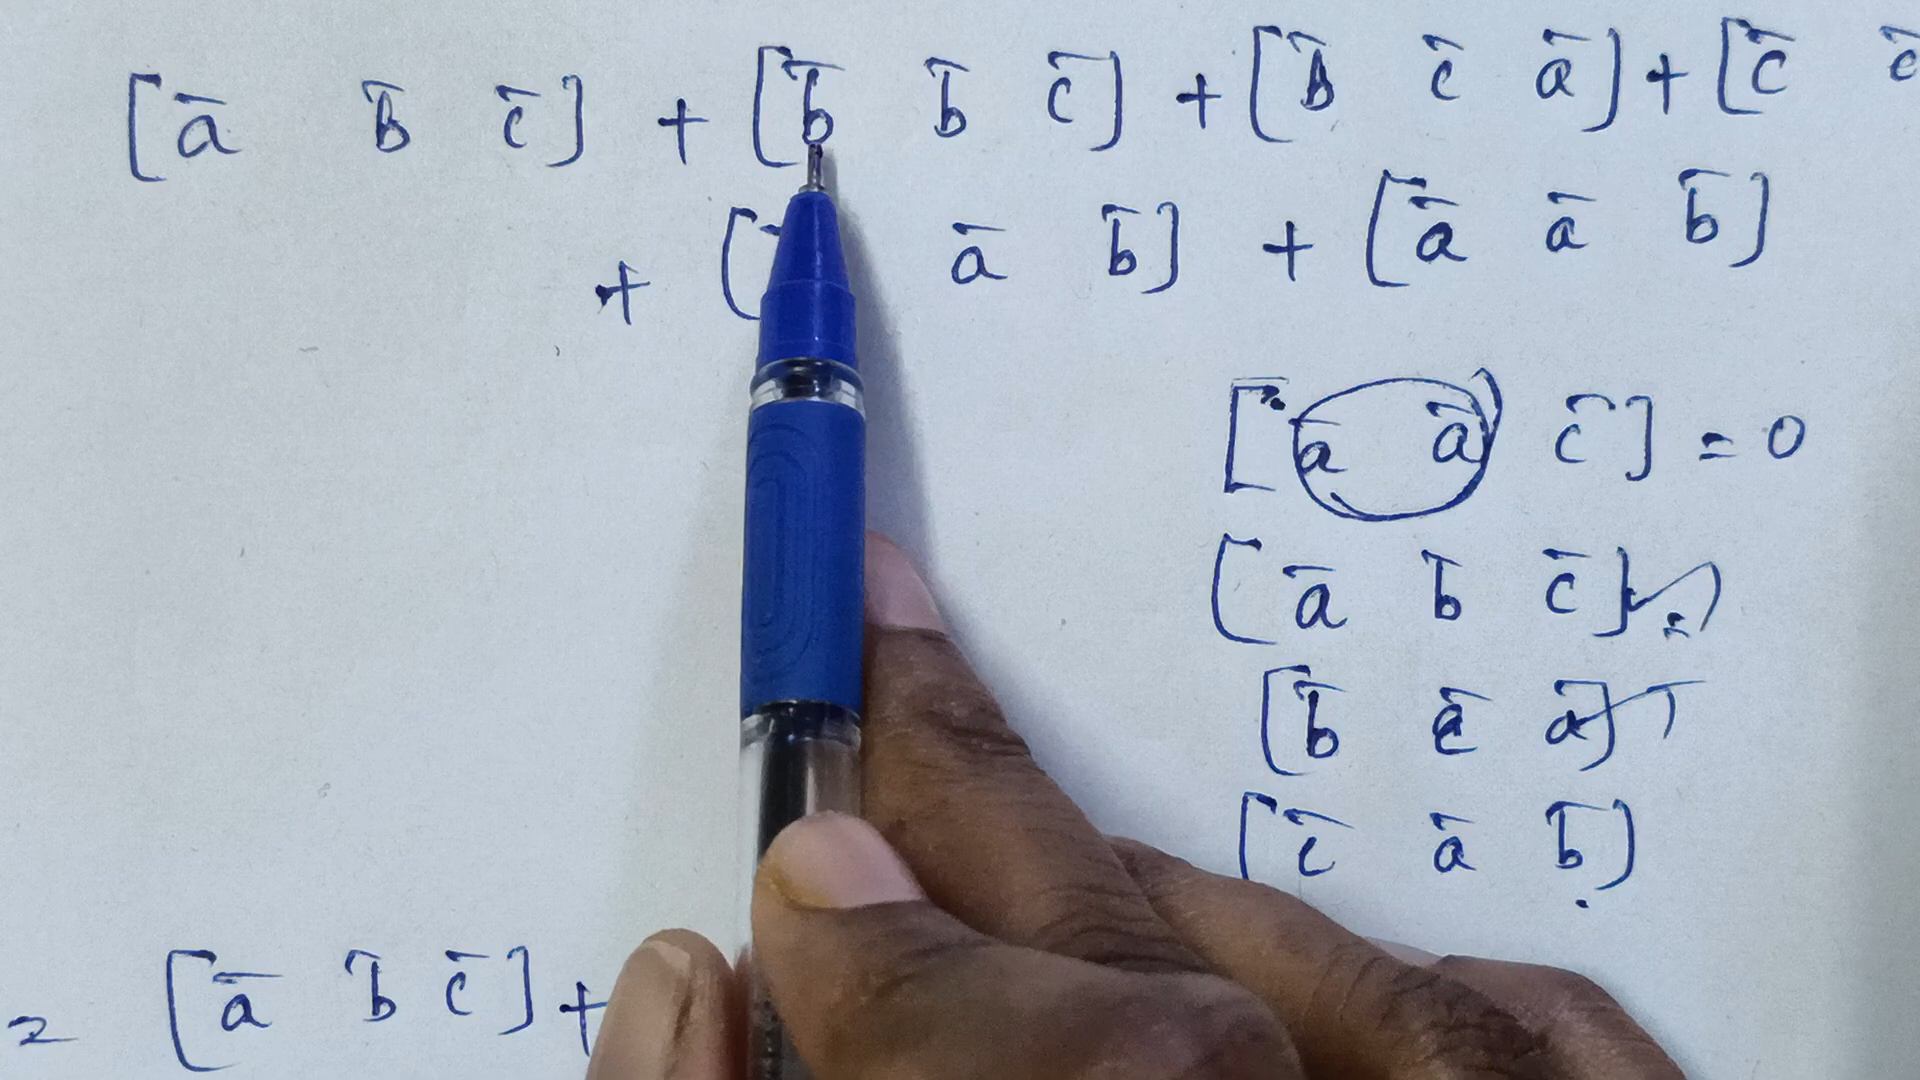 [ā b̄ c̄] + [b̄ b̄ c̄] + [b̄ c̄ ā] + [c̄ c̄
+ [ ā b̄] + [ā ā b̄]
[ā ā c̄] = 0
[ā b̄ c̄]
[b̄ c̄ ā]
[c̄ ā b̄]
= [ā b̄ c̄] +